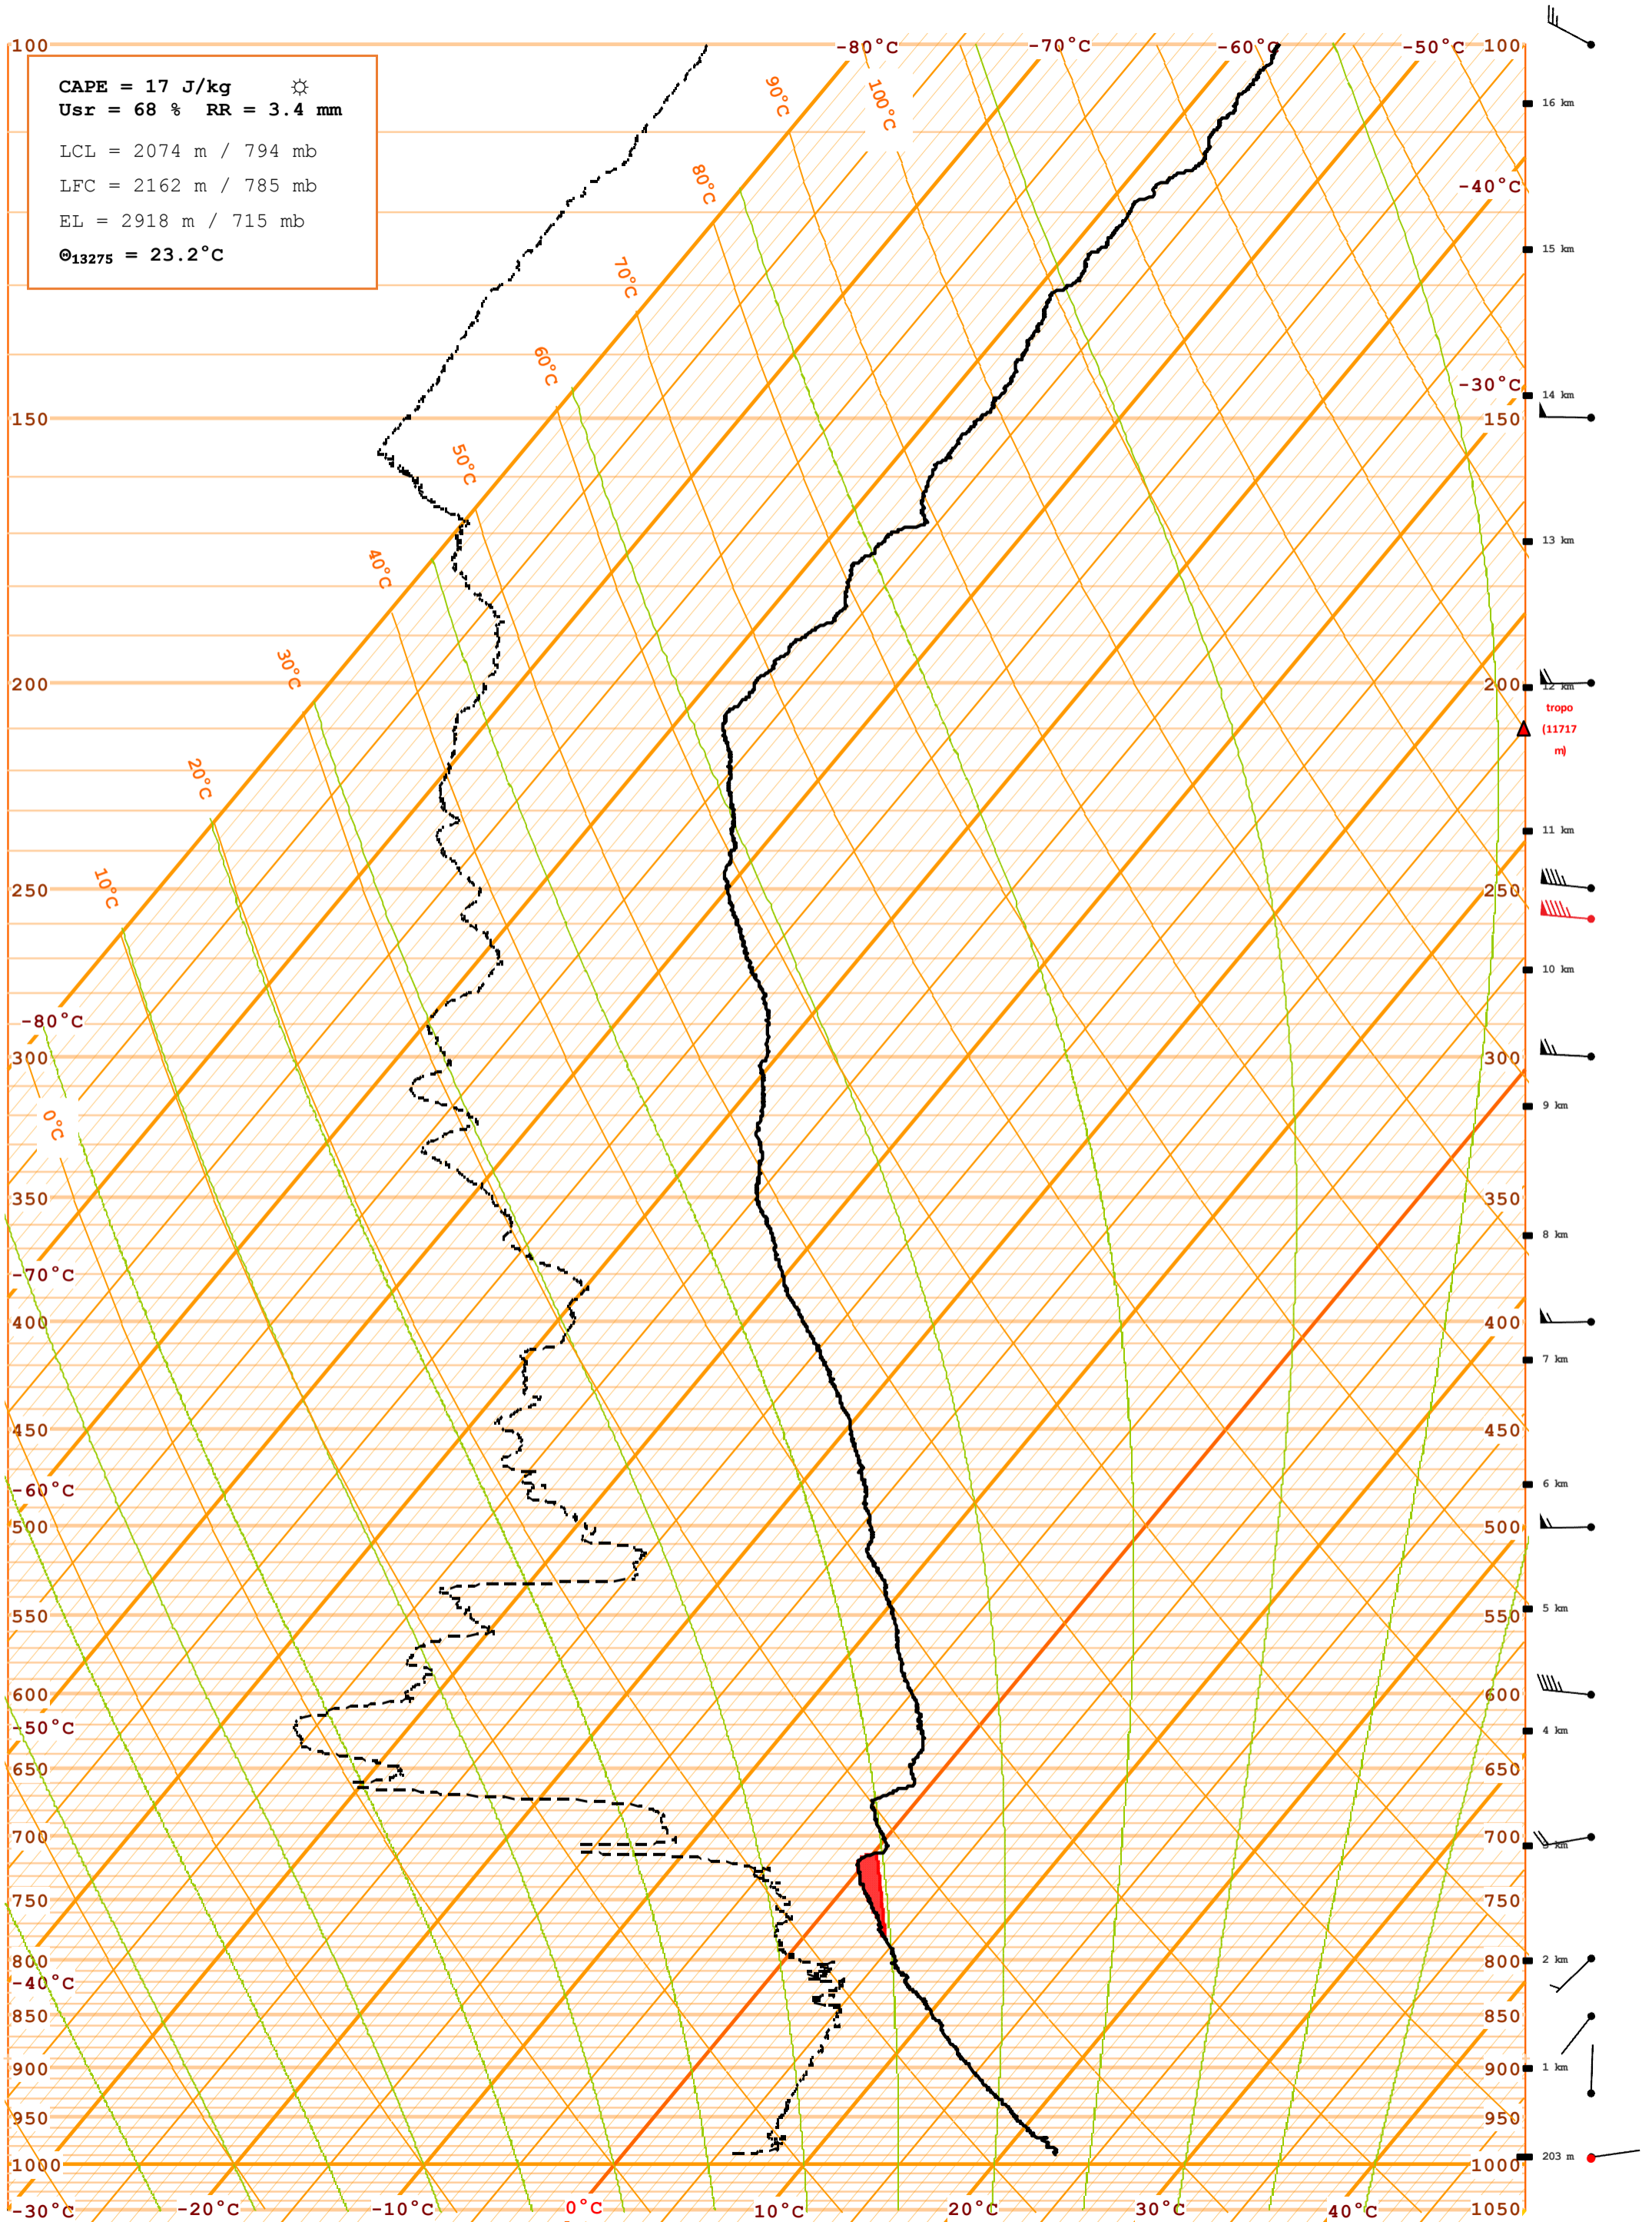 -80°C -70°C -60°C -50°C
100 100
CAPE = 17 J/kg ☼
Usr = 68 % RR = 3.4 mm
LCL = 2074 m / 794 mb
LFC = 2162 m / 785 mb
EL = 2918 m / 715 mb
Θ13275 = 23.2°C
90°C 100°C
16 km
80°C
-40°C
15 km
70°C
60°C
-30°C
14 km
150 150
50°C
13 km
40°C
30°C
200 200
12 km
tropo
(11717
m)
20°C
11 km
10°C
250 250
10 km
-80°C
300 300
9 km
0°C
350 350
8 km
-70°C
400 400
7 km
450 450
6 km
-60°C
500 500
5 km
550 550
600 600
-50°C
4 km
650 650
700 700
km
750 750
800 800
2 km
-40°C
850 850
900 900
1 km
950 950
203 m
1000 1000
-30°C -20°C -10°C 0°C 10°C 20°C 30°C 40°C 1050